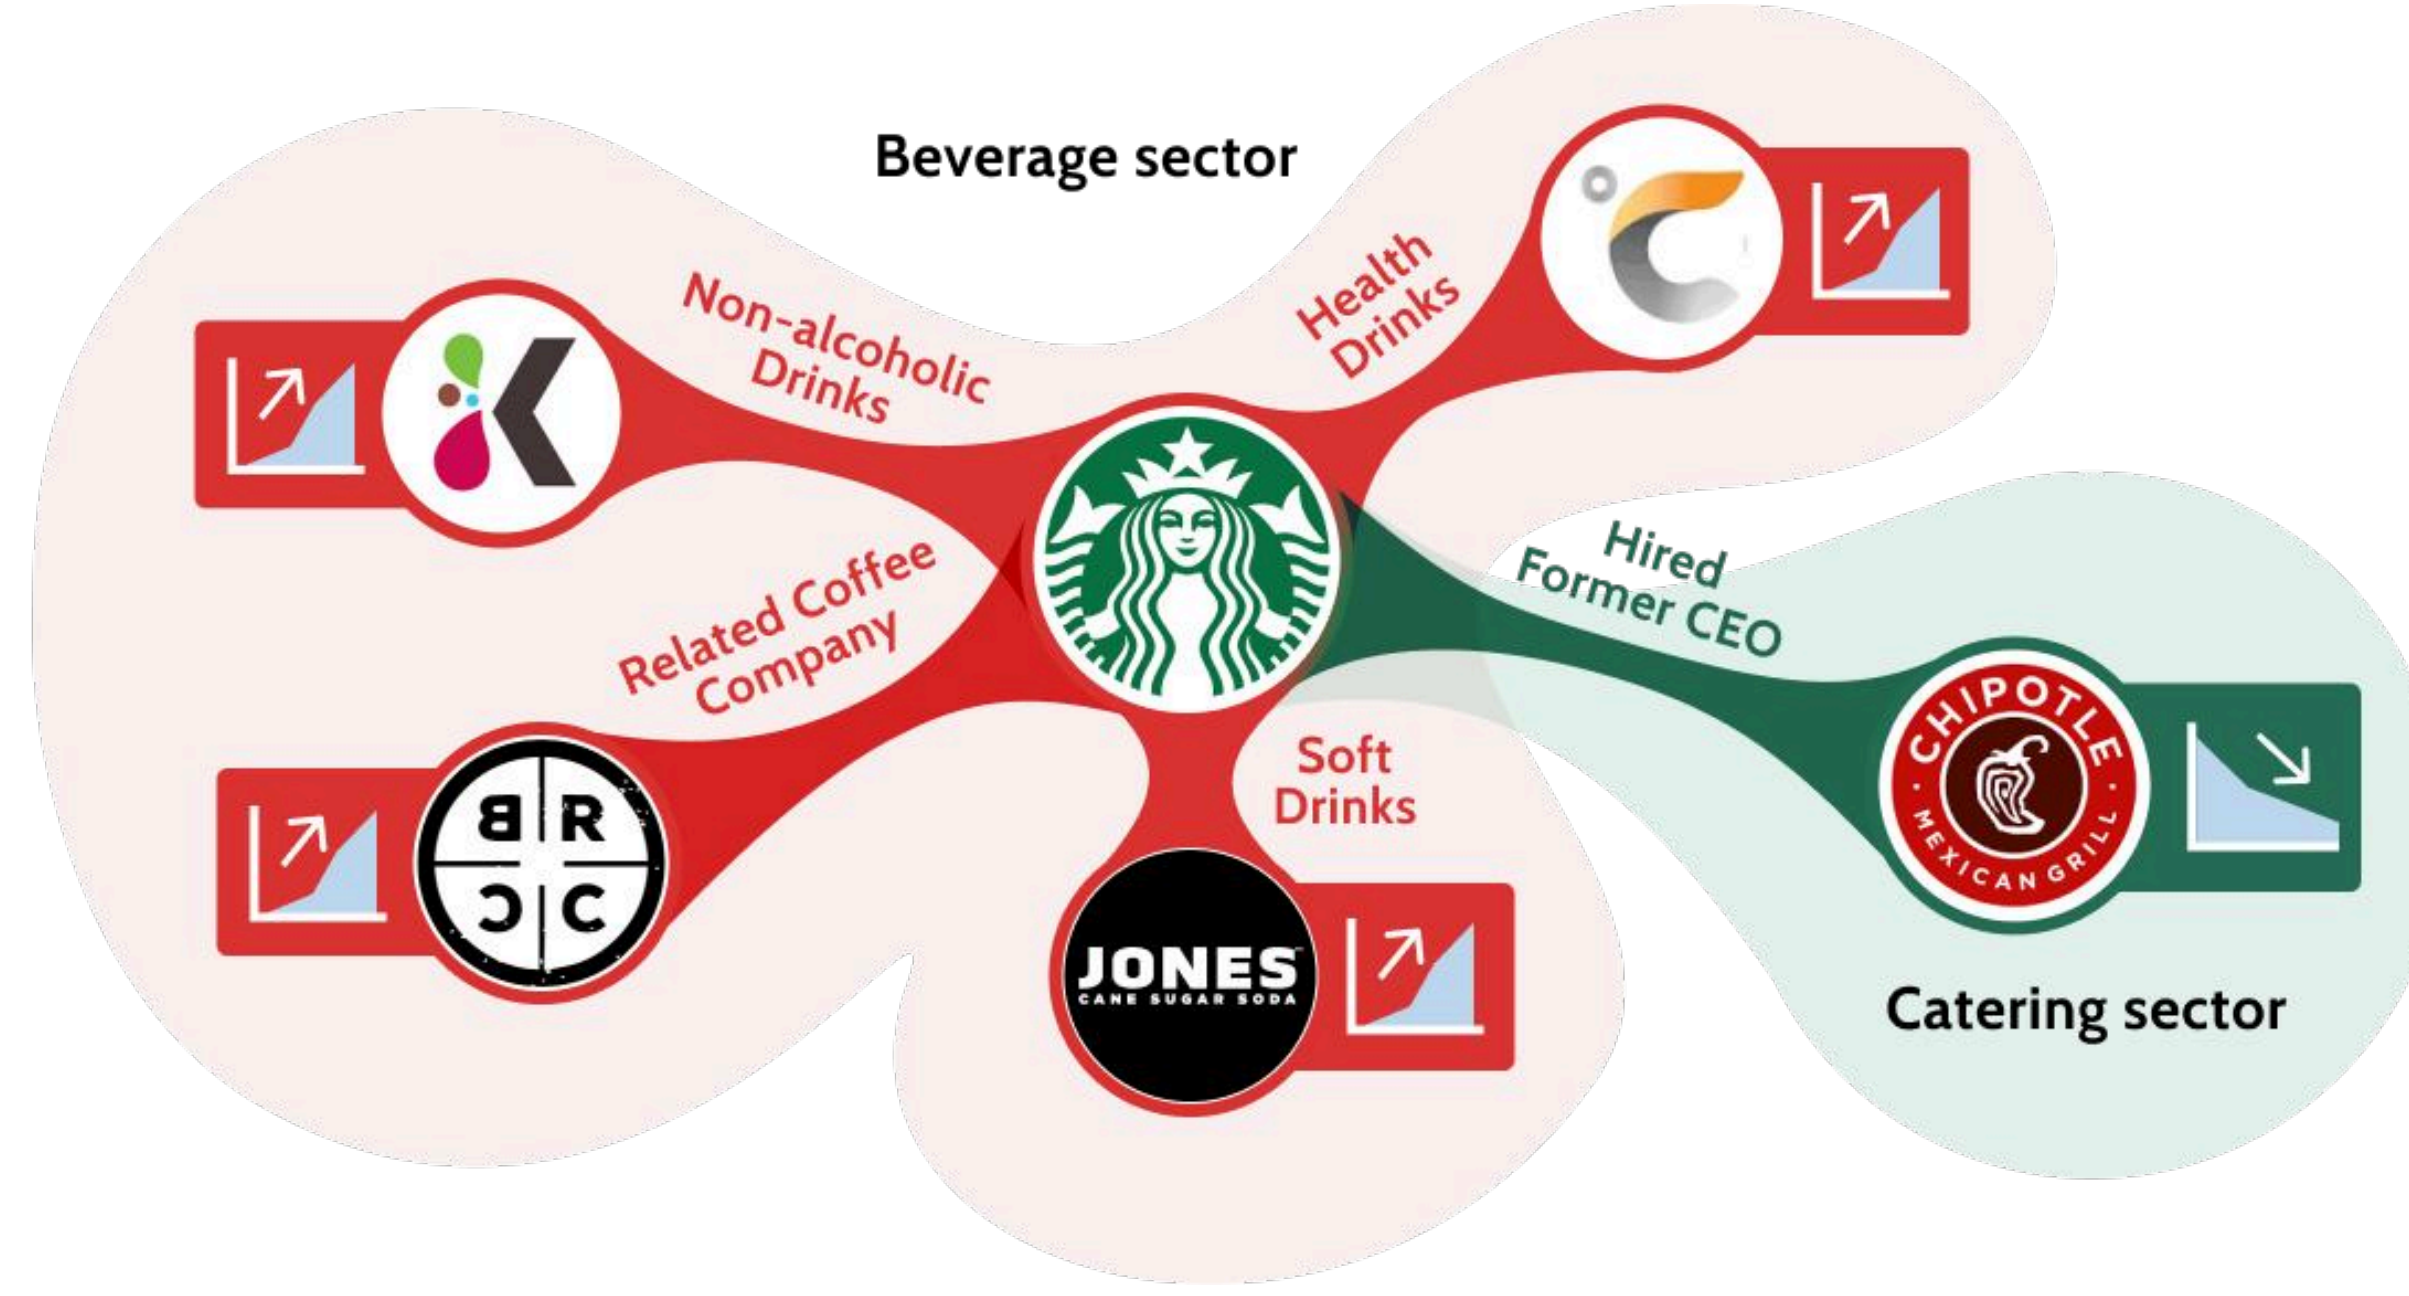 Beverage sector
Health
Drinks
Non-alcoholic
Drinks
Hired
Former CEO
Related Coffee
Company
Soft
Drinks
CHIPOTLE
MEXICAN GRILL
B R
C C
JONES
CANE SUGAR SODA
Catering sector